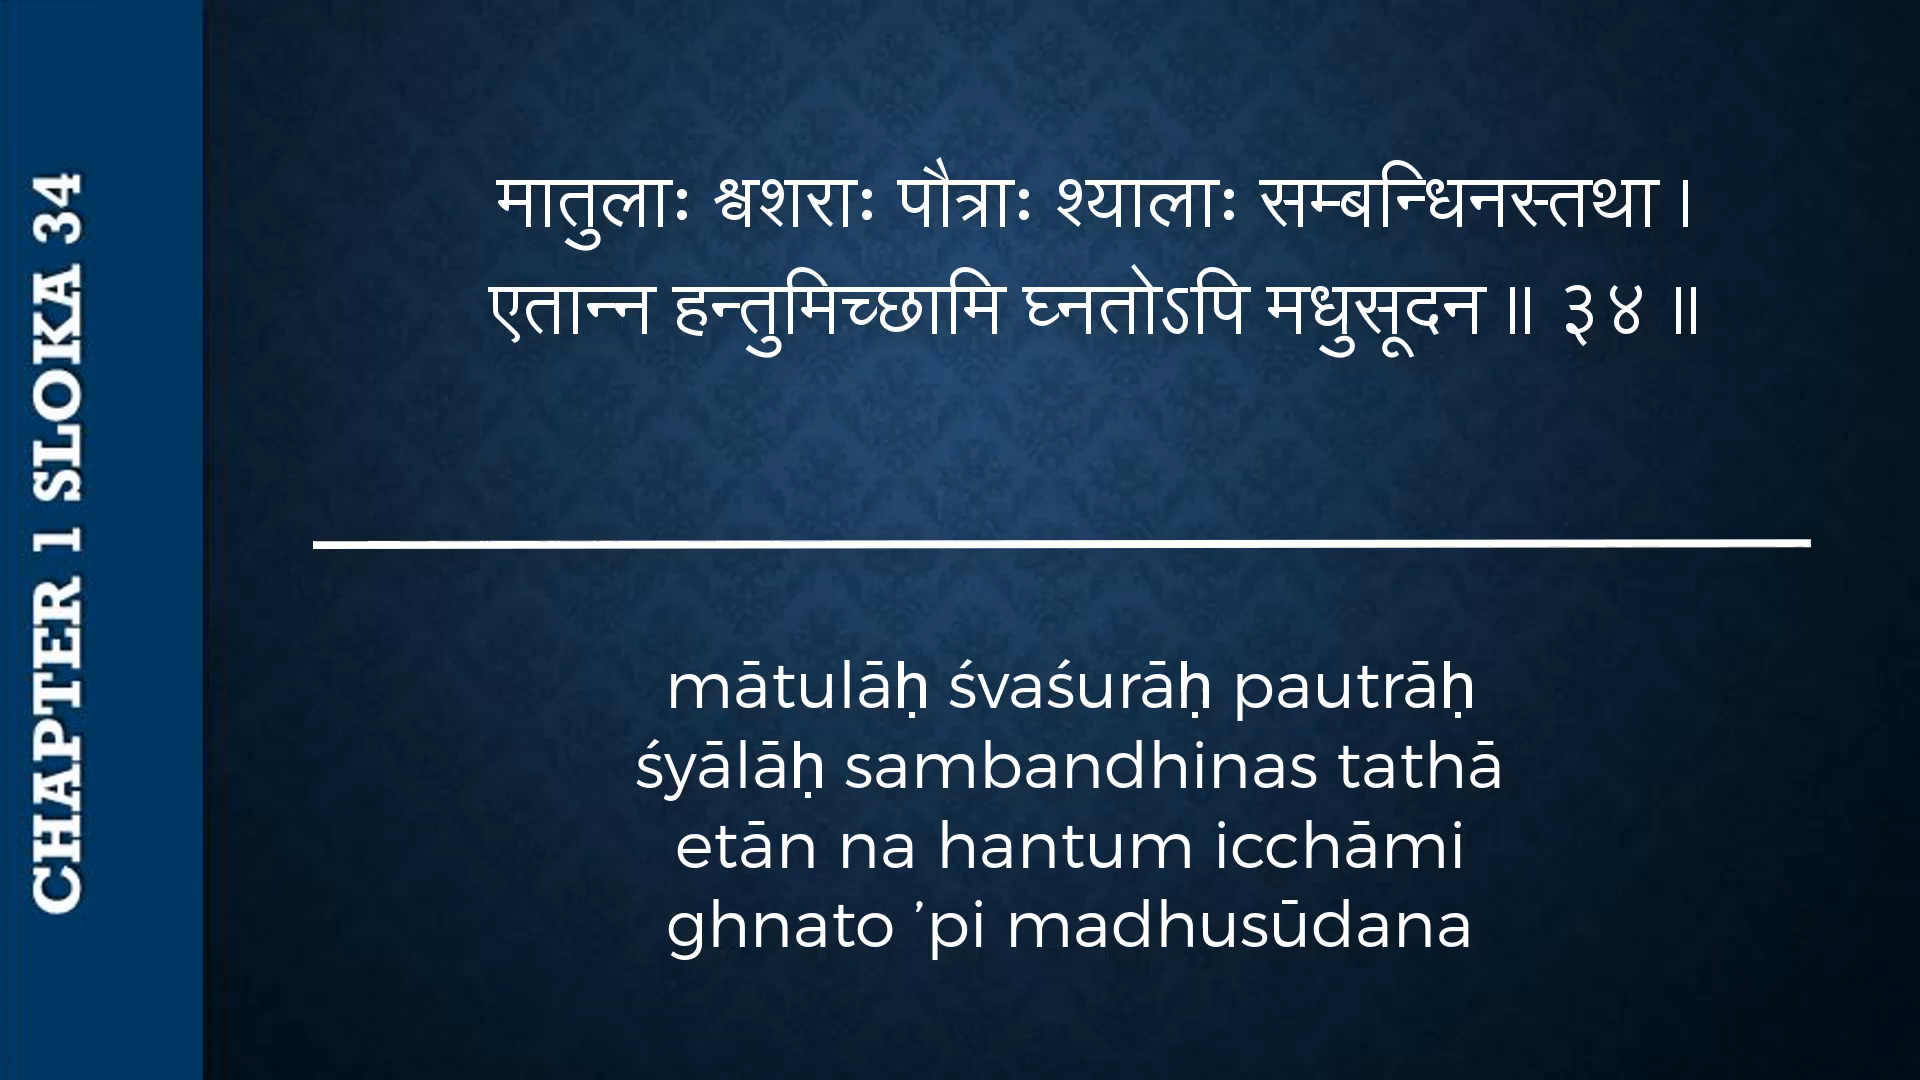 CHAPTER 1 SLOKA 34
मातुलाः श्वशराः पौत्राः श्यालाः सम्बन्धिनस्तथा ।
एतान्न हन्तुमिच्छामि घ्नतोऽपि मधुसूदन ॥ ३४ ॥
mātulāḥ śvaśurāḥ pautrāḥ
śyālāḥ sambandhinas tathā
etān na hantum icchāmi
ghnato ’pi madhusūdana